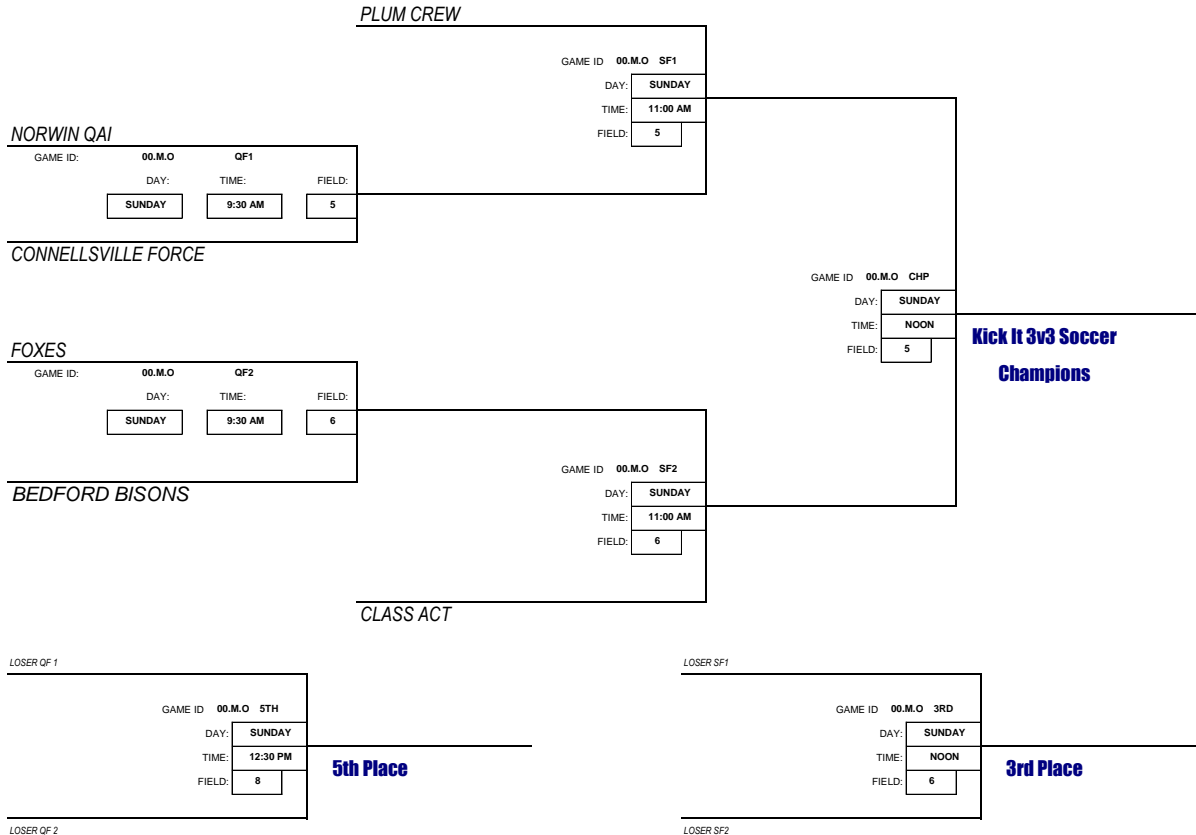 PLUM CREW
GAME ID 00.M.O SF1
DAY: SUNDAY
TIME: 11:00 AM
FIELD: 5
NORWIN QAI
GAME ID: 00.M.O QF1
DAY: TIME: FIELD:
SUNDAY 9:30 AM 5
CONNELLSVILLE FORCE
GAME ID 00.M.O CHP
DAY: SUNDAY
TIME: NOON
FIELD: 5
Kick It 3v3 Soccer
Champions
FOXES
GAME ID: 00.M.O QF2
DAY: TIME: FIELD:
SUNDAY 9:30 AM 6
BEDFORD BISONS
GAME ID 00.M.O SF2
DAY: SUNDAY
TIME: 11:00 AM
FIELD: 6
CLASS ACT
LOSER QF 1
GAME ID 00.M.O 5TH
DAY: SUNDAY
TIME: 12:30 PM
FIELD: 8
5th Place
LOSER QF 2
LOSER SF1
GAME ID 00.M.O 3RD
DAY: SUNDAY
TIME: NOON
FIELD: 6
3rd Place
LOSER SF2